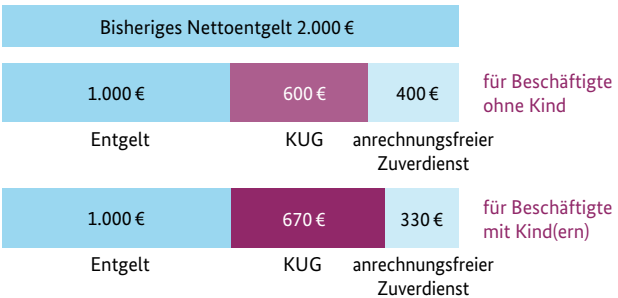 Bisheriges Nettoentgelt 2.000 €
1.000 € 600 € 400 € für Beschäftigte
ohne Kind
Entgelt KUG anrechnungsfreier
Zuverdienst
1.000 € 670 € 330 € für Beschäftigte
mit Kind(ern)
Entgelt KUG anrechnungsfreier
Zuverdienst